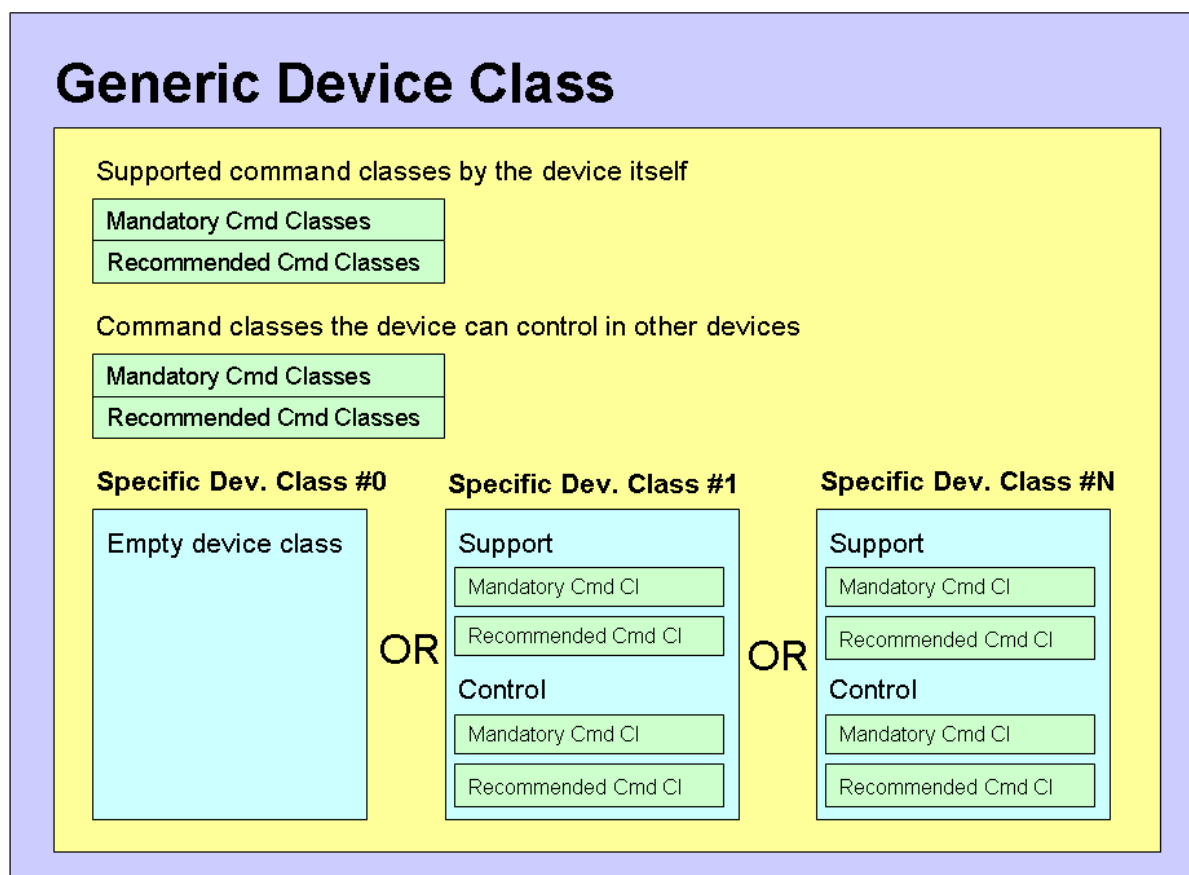 Generic Device Class
Supported command classes by the device itself
Mandatory Cmd Classes
Recommended Cmd Classes
Command classes the device can control in other devices
Mandatory Cmd Classes
Recommended Cmd Classes
Specific Dev. Class #0
Empty device class
OR
Specific Dev. Class #1
Support
Mandatory Cmd Cl
Recommended Cmd Cl
Control
Mandatory Cmd Cl
Recommended Cmd Cl
OR
Specific Dev. Class #N
Support
Mandatory Cmd Cl
Recommended Cmd Cl
Control
Mandatory Cmd Cl
Recommended Cmd Cl